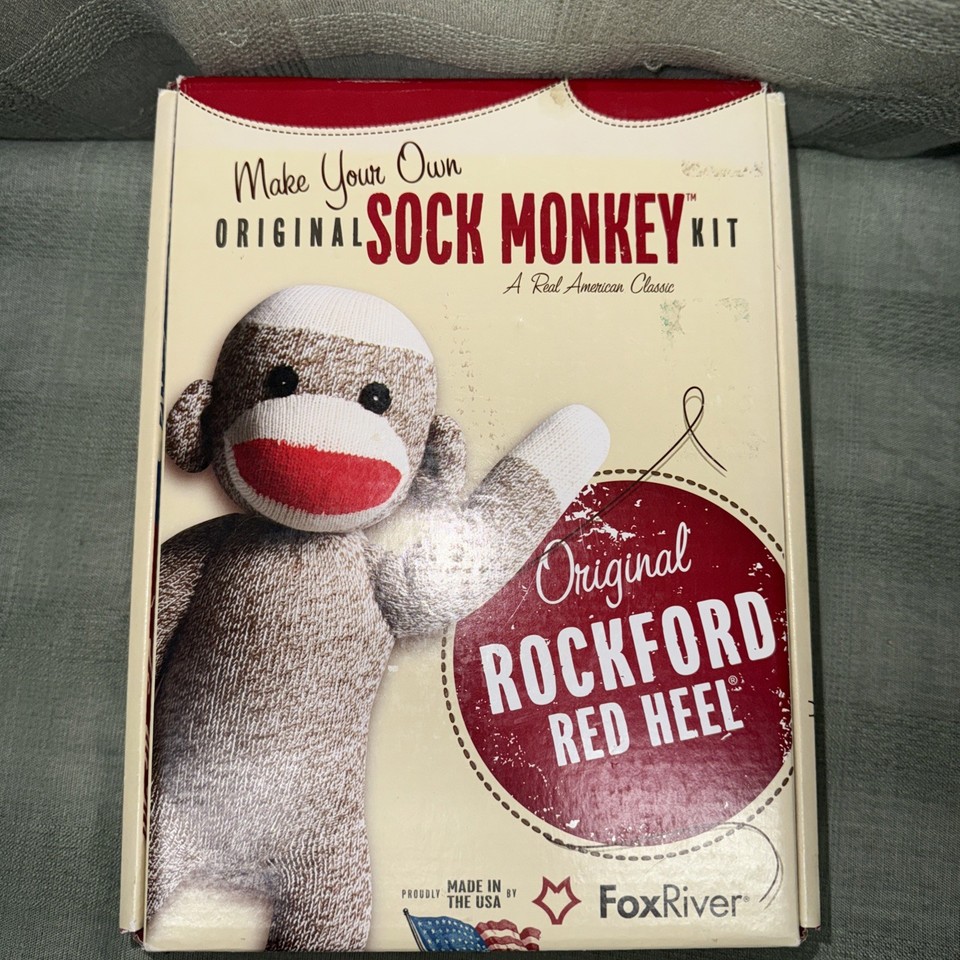 Make Your Own
ORIGINAL SOCK MONKEY™ KIT
A Real American Classic
Original
ROCKFORD
RED HEEL®
PROUDLY MADE IN THE USA BY
FoxRiver®